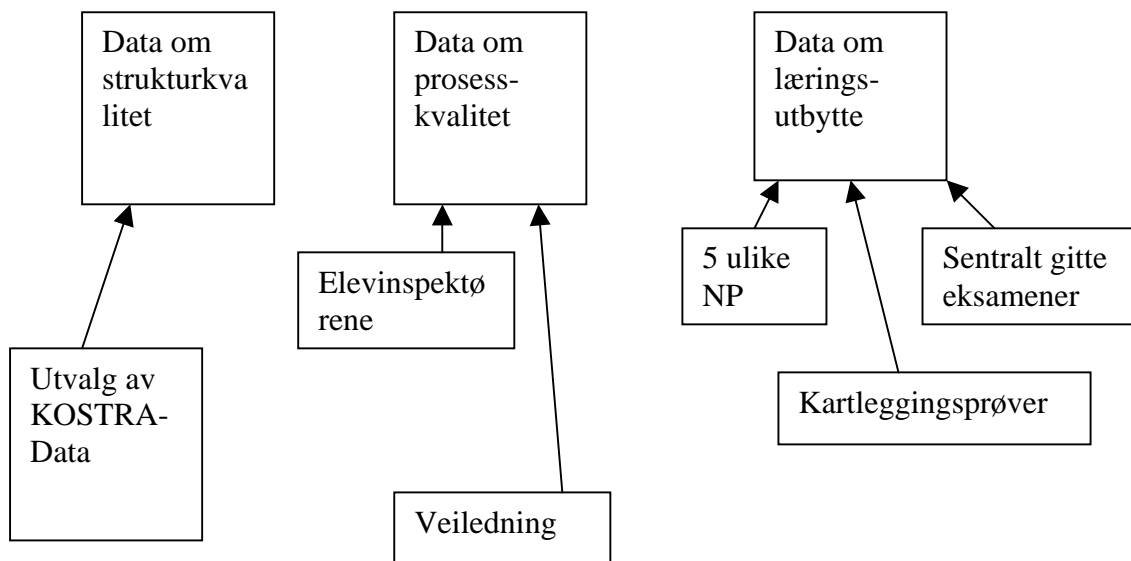 Data om
strukturkva
litet
Data om
prosess-
kvalitet
Data om
lærings-
utbytte
Elevinspektø
rene
5 ulike
NP
Sentralt gitte
eksamener
Utvalg av
KOSTRA-
Data
Kartleggingsprøver
Veiledning